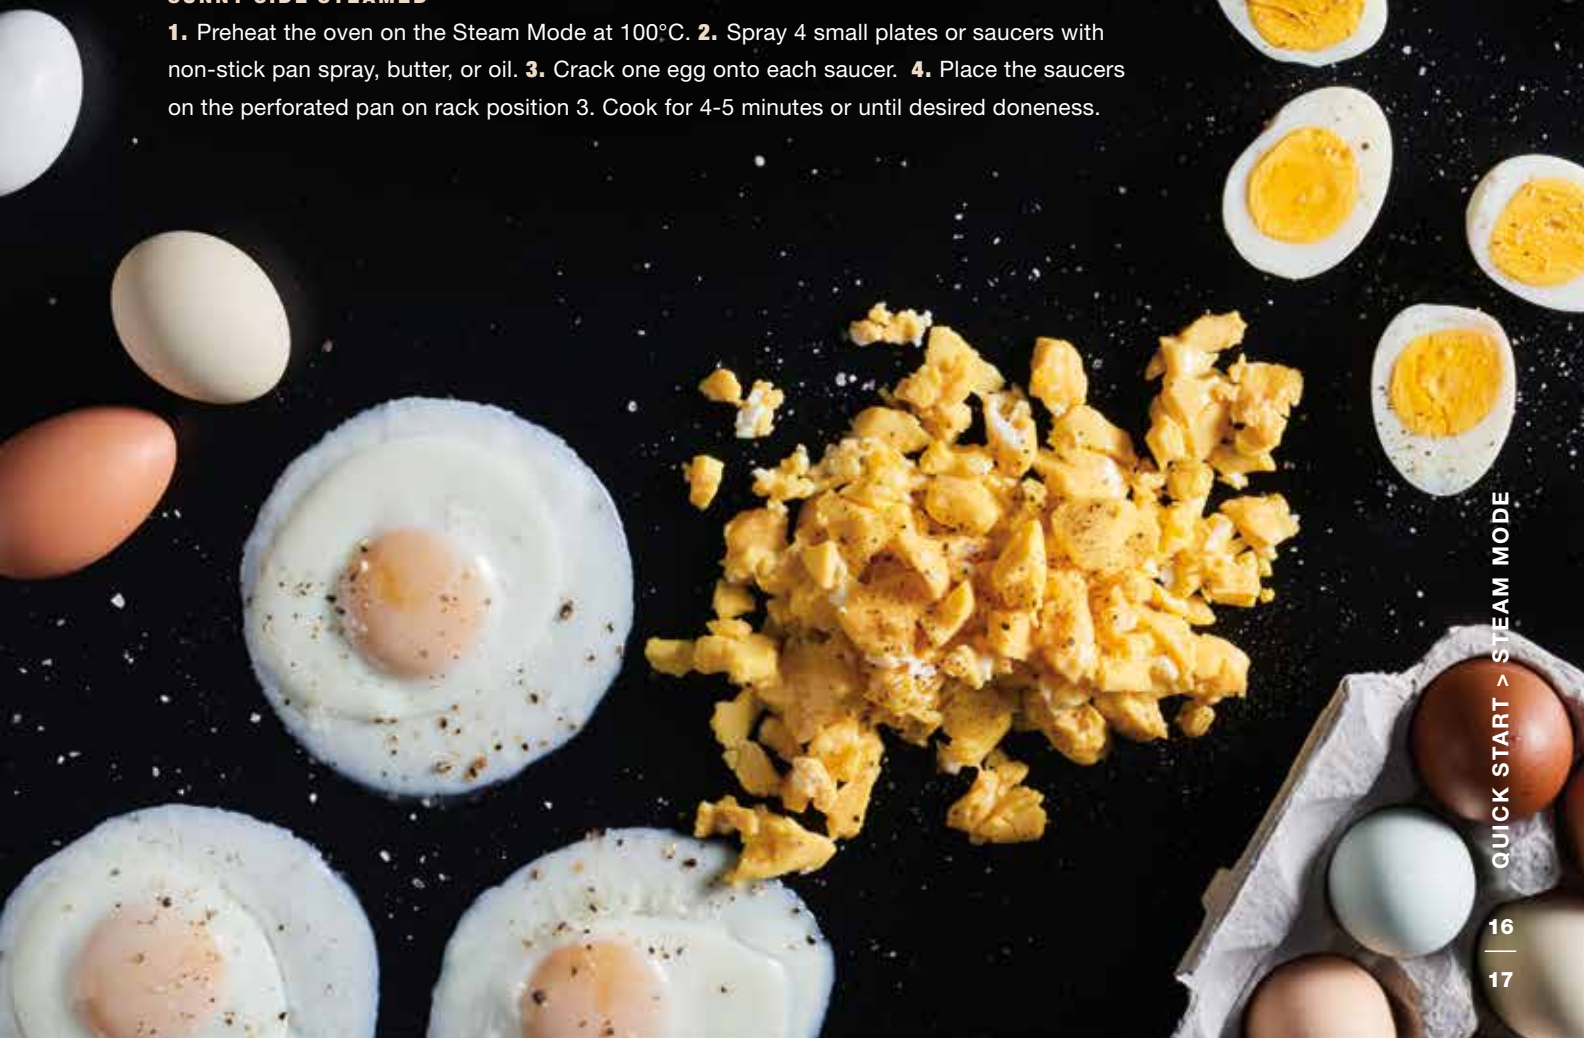 SUNNY SIDE STEAMED
1. Preheat the oven on the Steam Mode at 100°C. 2. Spray 4 small plates or saucers with
non-stick pan spray, butter, or oil. 3. Crack one egg onto each saucer. 4. Place the saucers
on the perforated pan on rack position 3. Cook for 4-5 minutes or until desired doneness.
QUICK START > STEAM MODE
16
17